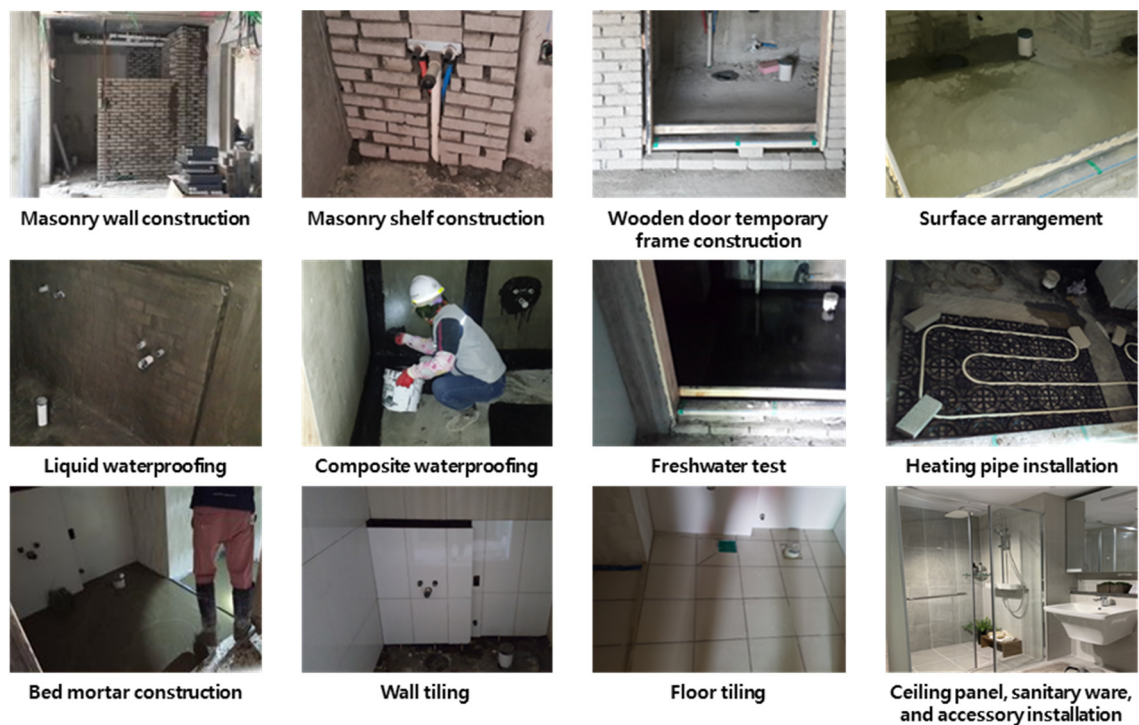 Masonry wall construction
Masonry shelf construction
Wooden door temporary
frame construction
Surface arrangement
Liquid waterproofing
Composite waterproofing
Freshwater test
Heating pipe installation
Bed mortar construction
Wall tiling
Floor tiling
Ceiling panel, sanitary ware,
and accessory installation